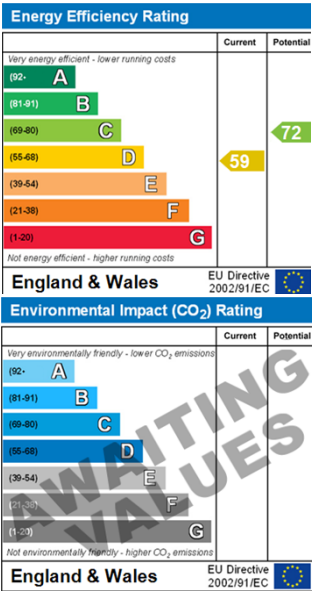 Energy Efficiency Rating
Current Potential
Very energy efficient - lower running costs
(92- A
(81-91) B
(69-80) C
72
(55-68) D
59
(39-54) E
(21-38) F
(1-20) G
Not energy efficient - higher running costs
England & Wales
EU Directive
2002/91/EC
Environmental Impact (CO2) Rating
Current Potential
Very environmentally friendly - lower CO2 emissions
(92- A
(81-91) B
(69-80) C
(55-68) D
(39-54) E
(21-38) F
(1-20) G
AWAITING
VALUES
Not environmentally friendly - higher CO2 emissions
England & Wales
EU Directive
2002/91/EC